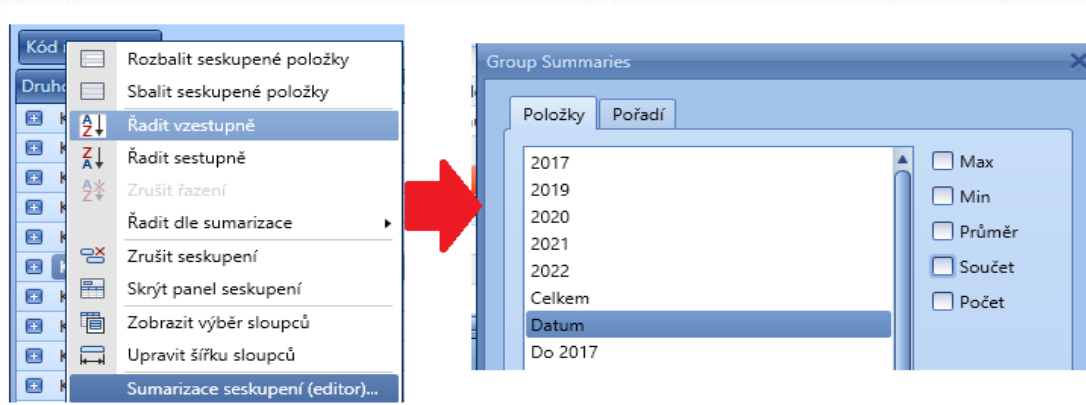 Kód
Rozbalit seskupené položky
Sbalit seskupené položky
Řadit vzestupně
Řadit sestupně
Zrušit řazení
Řadit dle sumarizace
Zrušit seskupení
Skrýt panel seskupení
Zobrazit výběr sloupců
Upravit šířku sloupců
Sumarizace seskupení (editor)...
Group Summaries
Položky Pořadí
2017
2019
2020
2021
2022
Celkem
Datum
Do 2017
Max
Min
Průměr
Součet
Počet